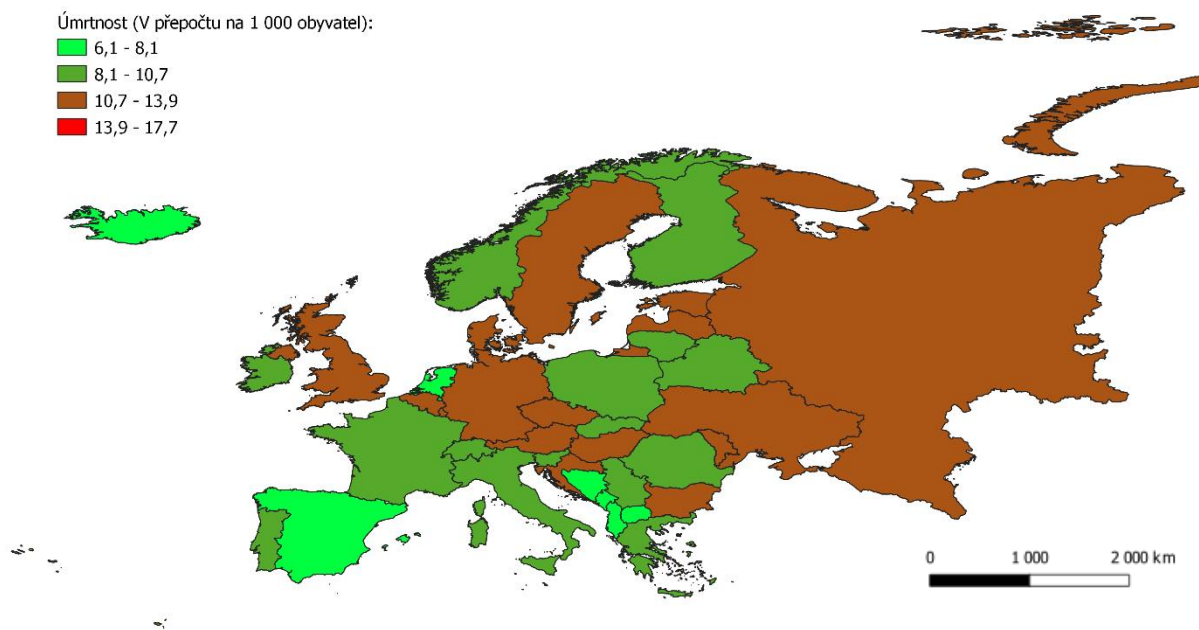 Úmrtnost (V přepočtu na 1 000 obyvatel):
6,1 - 8,1
8,1 - 10,7
10,7 - 13,9
13,9 - 17,7
0 1 000 2 000 km